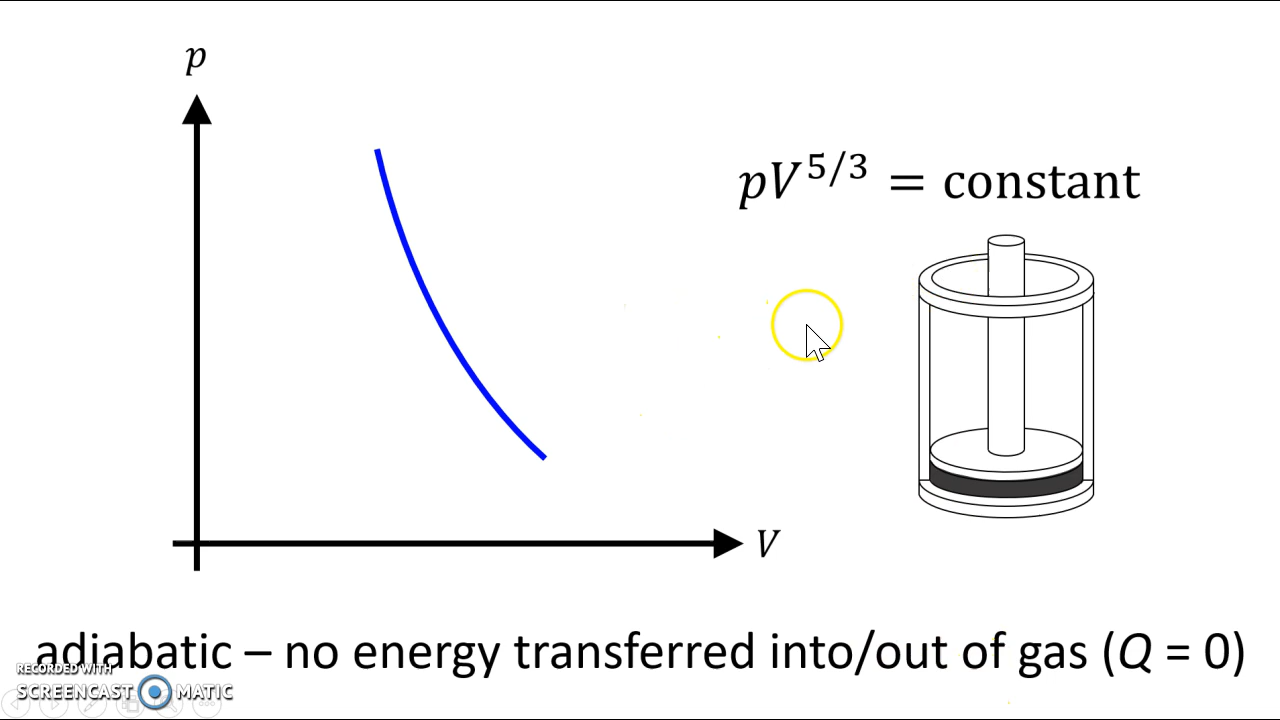 p
pV^{5/3} = constant
V
adiabatic – no energy transferred into/out of gas (Q = 0)
RECORDED WITH
SCREENCAST MATIC